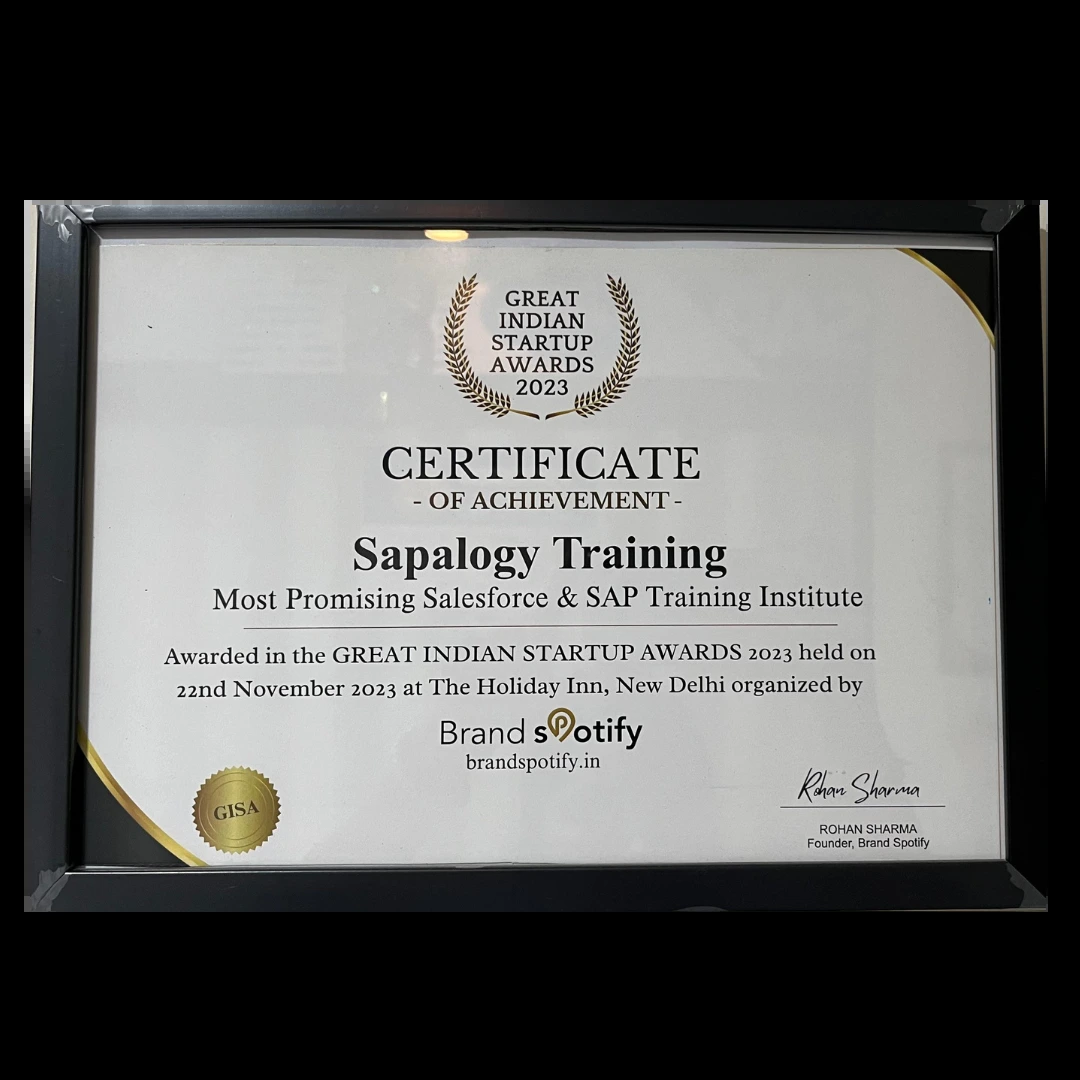 GREAT
INDIAN
STARTUP
AWARDS
2023
CERTIFICATE
- OF ACHIEVEMENT -
Sapalogy Training
Most Promising Salesforce & SAP Training Institute
Awarded in the GREAT INDIAN STARTUP AWARDS 2023 held on
22nd November 2023 at The Holiday Inn, New Delhi organized by
Brand spotify
brandspotify.in
GISA
Rohan Sharma
ROHAN SHARMA
Founder, Brand Spotify